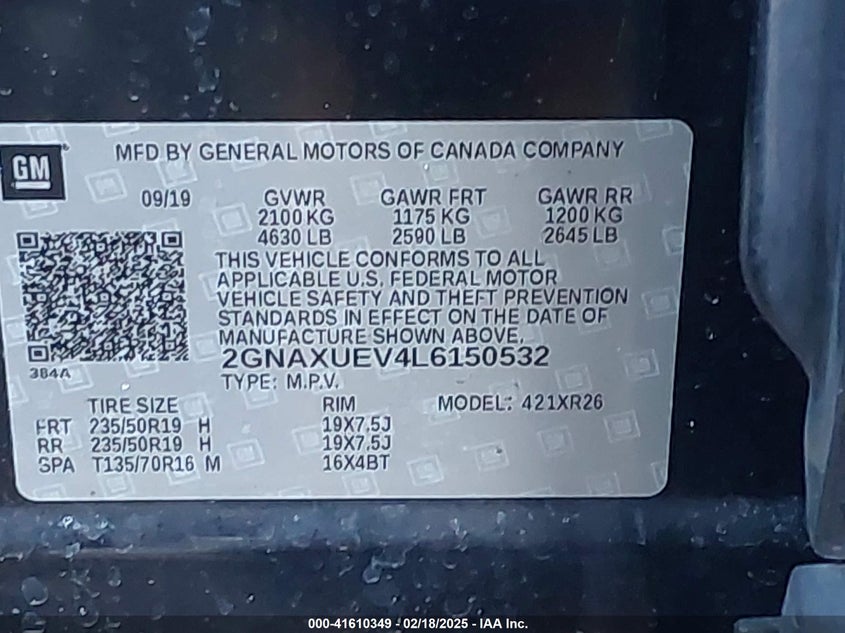 GM
MFD BY GENERAL MOTORS OF CANADA COMPANY
09/19 GVWR GAWR FRT GAWR RR
2100 KG 1175 KG 1200 KG
4630 LB 2590 LB 2645 LB
THIS VEHICLE CONFORMS TO ALL
APPLICABLE U.S. FEDERAL MOTOR
VEHICLE SAFETY AND THEFT PREVENTION
STANDARDS IN EFFECT ON THE DATE OF
MANUFACTURE SHOWN ABOVE.
2GNAXUEV4L6150532
384A
TYPE: M.P.V.
TIRE SIZE RIM MODEL: 421XR26
FRT 235/50R19 H 19X7.5J
RR 235/50R19 H 19X7.5J
SPA T135/70R16 M 16X4BT
000-41610349 - 02/18/2025 - IAA Inc.